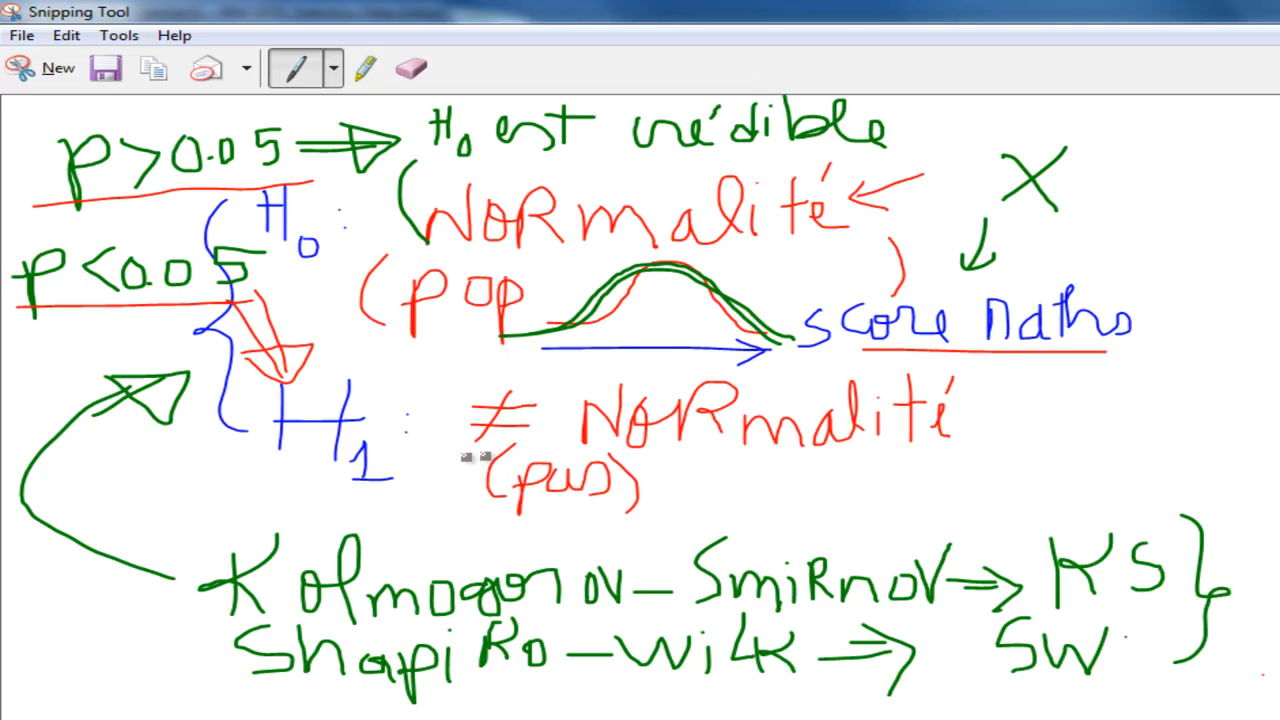 Snipping Tool
File Edit Tools Help
New
p>0.05 ⇒ H0 est crédible
H0 : NORmalité
X
p<0.05
(pop score Maths)
H1 : ≠ NORmalité
(pas)
Kolmogorov-SmiRnov ⇒ KS
ShapiRo-Wilk ⇒ SW